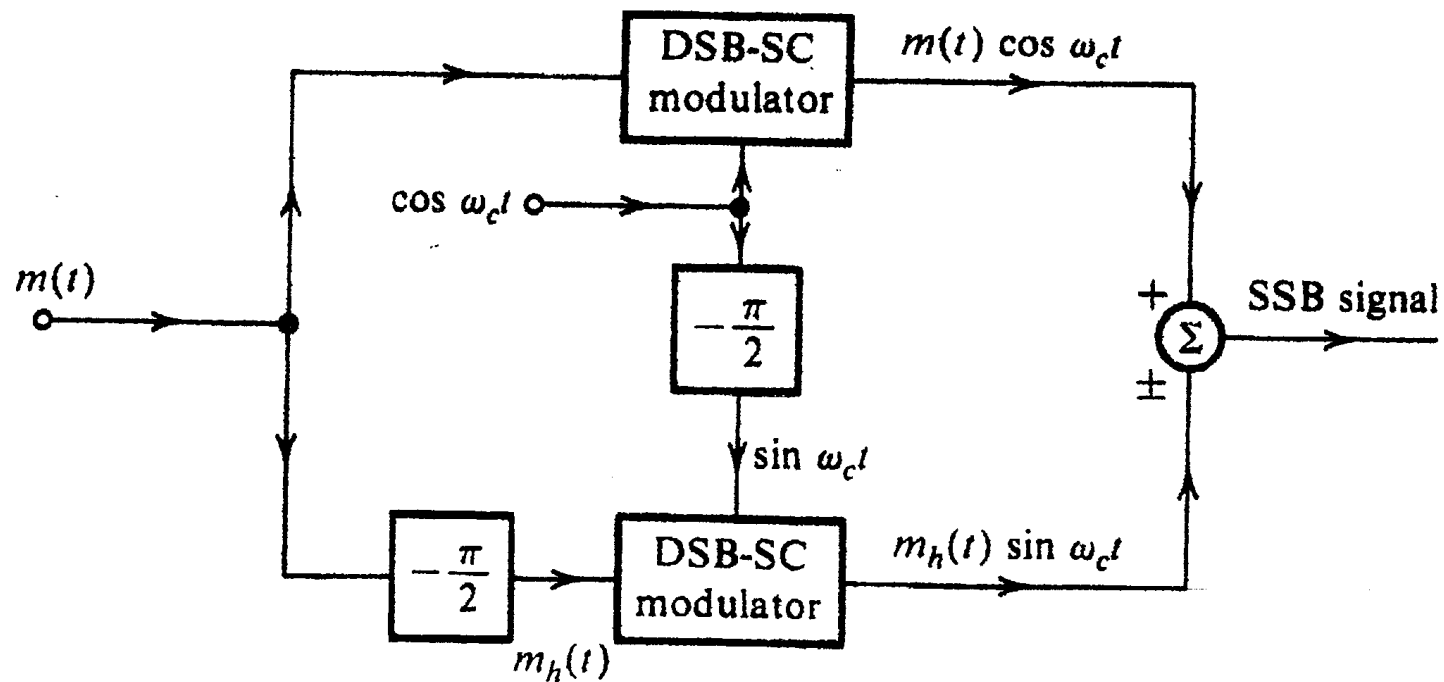 DSB-SC
modulator
m(t) cos ω_c t
cos ω_c t
m(t)
− π/2
+
SSB signal
Σ
±
sin ω_c t
− π/2
DSB-SC
modulator
m_h(t) sin ω_c t
m_h(t)